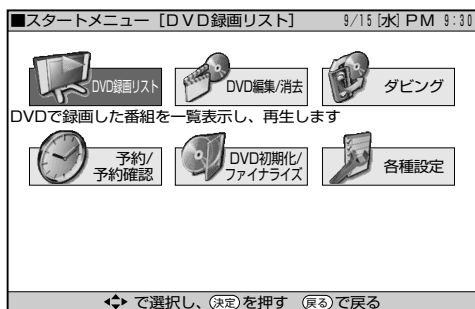 ■スタートメニュー［DVD録画リスト］ 9/15[水]PM 9:30
DVD録画リスト DVD編集/消去 ダビング
DVDで録画した番組を一覧表示し、再生します
予約/ DVD初期化/ 各種設定
予約確認 ファイナライズ
で選択し、決定を押す 戻るで戻る